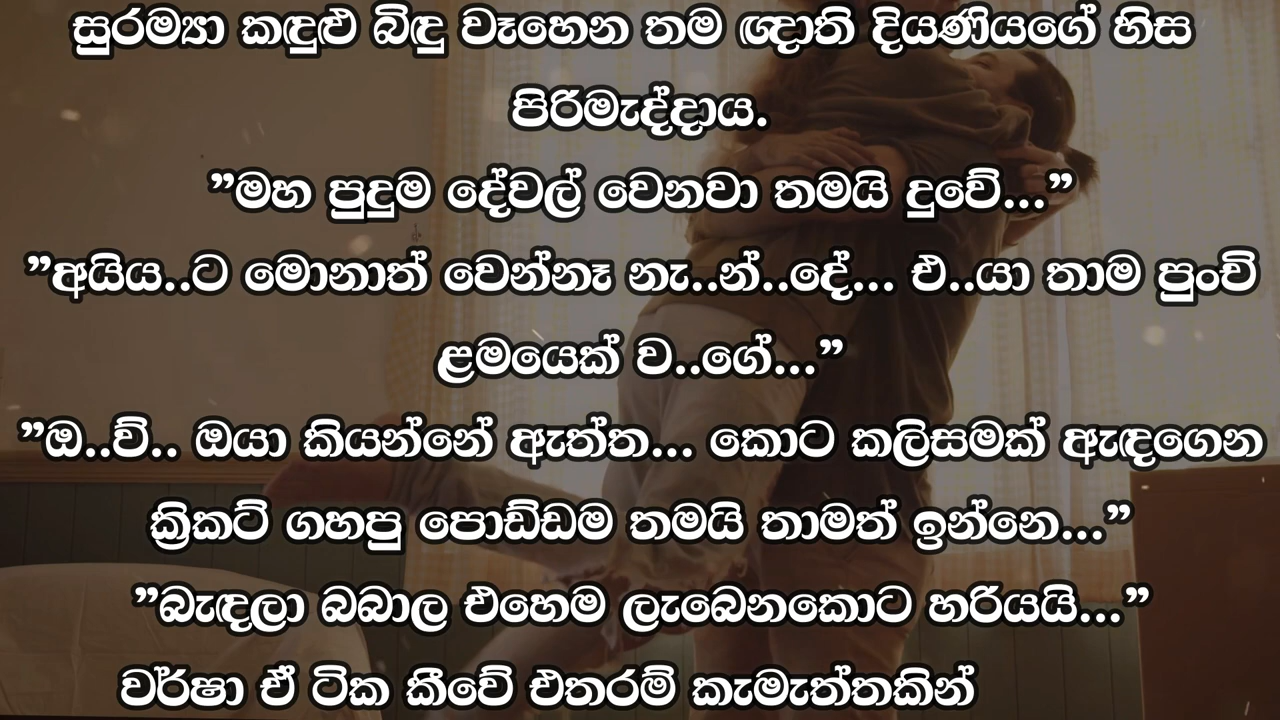 සුරම්‍යා කඳුළු බිඳු වෑහෙන තම ඥාති දියණියගේ හිස
පිරිමැද්දාය.
”මහ පුදුම දේවල් වෙනවා තමයි දුවේ...”
”අයිය..ට මොනාත් වෙන්නෑ නැ..න්..දේ... එ..යා තාම පුංචි
ළමයෙක් ව..ගේ...”
”ඔ..ව්.. ඔයා කියන්නේ ඇත්ත... කොට කලිසමක් ඇඳගෙන
ක්‍රිකට් ගහපු පොඩ්ඩම තමයි තාමත් ඉන්නෙ...”
”බැඳලා බබාල එහෙම ලැබෙනකොට හරියයි...”
වර්ෂා ඒ ටික කීවේ එතරම් කැමැත්තකින්